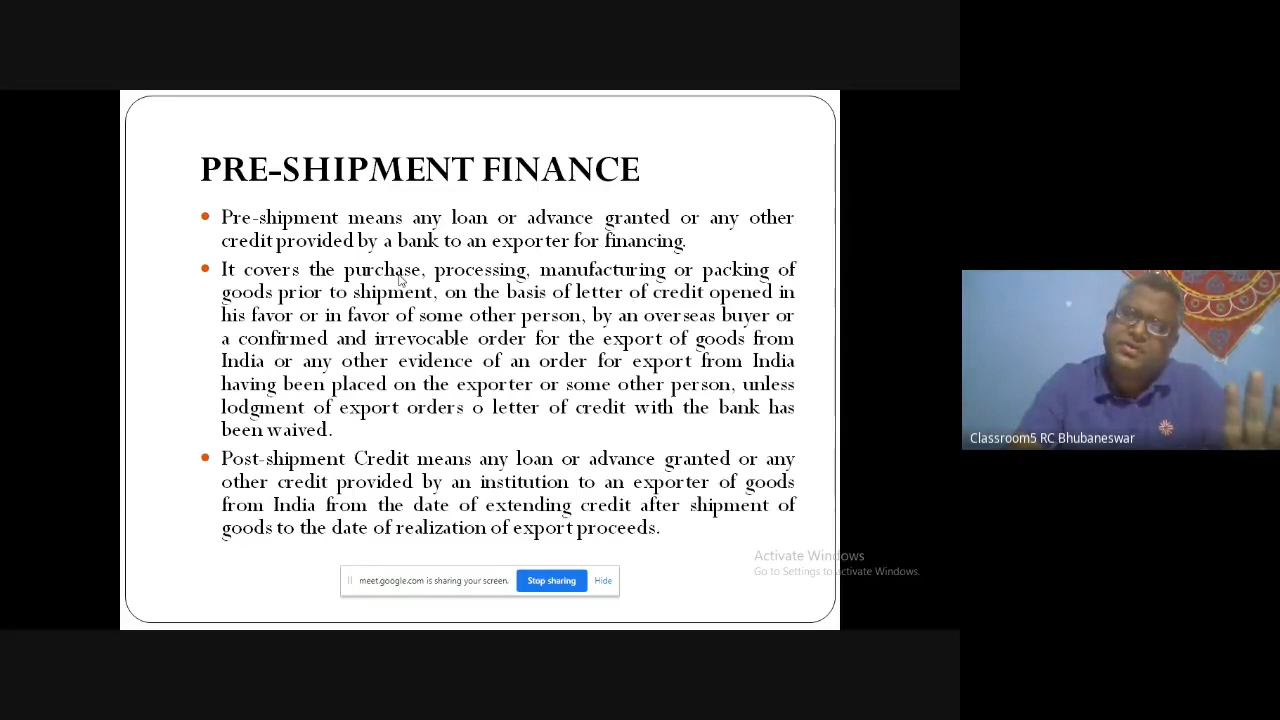 PRE-SHIPMENT FINANCE
Pre-shipment means any loan or advance granted or any other
credit provided by a bank to an exporter for financing.
It covers the purchase, processing, manufacturing or packing of
goods prior to shipment, on the basis of letter of credit opened in
his favor or in favor of some other person, by an overseas buyer or
a confirmed and irrevocable order for the export of goods from
India or any other evidence of an order for export from India
having been placed on the exporter or some other person, unless
lodgment of export orders o letter of credit with the bank has
been waived.
Post-shipment Credit means any loan or advance granted or any
other credit provided by an institution to an exporter of goods
from India from the date of extending credit after shipment of
goods to the date of realization of export proceeds.
meet.google.com is sharing your screen. Stop sharing Hide
Activate Windows
Go to Settings to activate Windows.
Classroom5 RC Bhubaneswar